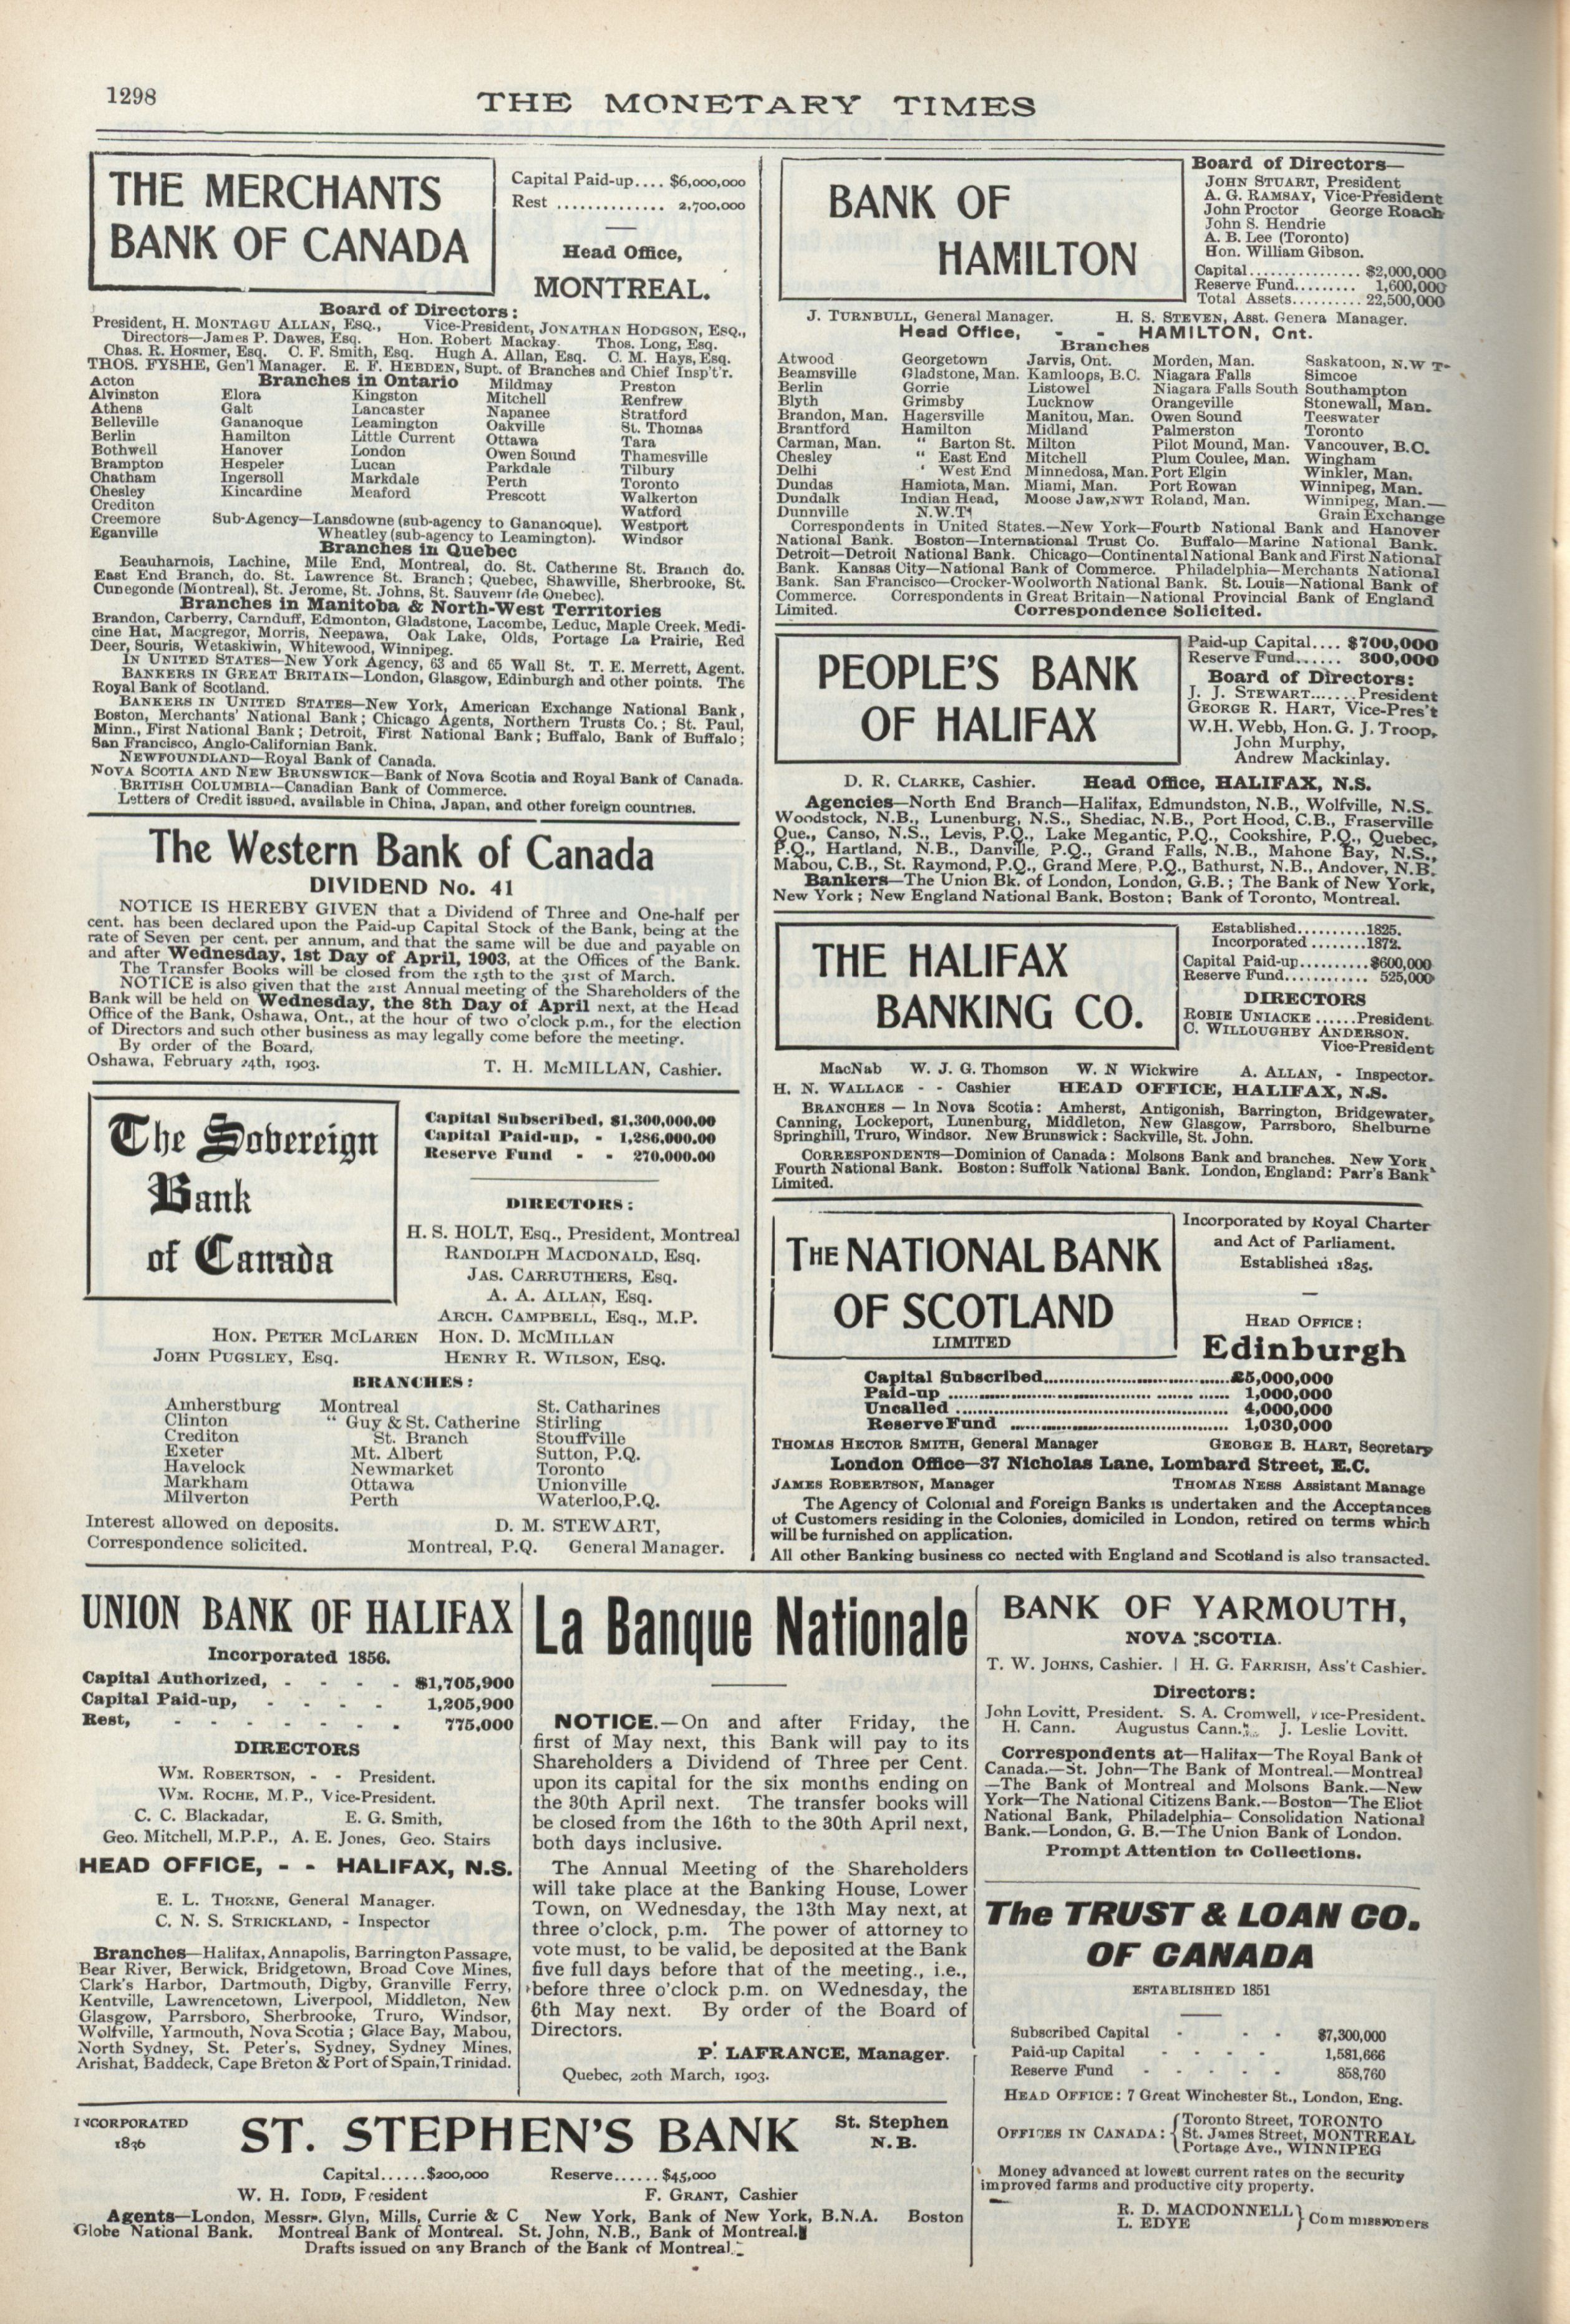 1298
THE MONETARY TIMES
THE MERCHANTS
BANK OF CANADA
Capital Paid-up.... $6,000,000
Rest .............. 2,700,000
Head Office,
MONTREAL.
Board of Directors:
President, H. MONTAGU ALLAN, ESQ., Vice-President, JONATHAN HODGSON, ESQ.,
Directors—James P. Dawes, Esq. Hon. Robert Mackay. Thos. Long, Esq.
Chas. R. Hosmer, Esq. C. F. Smith, Esq. Hugh A. Allan, Esq. C. M. Hays, Esq.
THOS. FYSHE, Gen'l Manager. E. F. HEBDEN, Supt. of Branches and Chief Insp't'r.
Branches in Ontario
Acton
Alvinston Elora Kingston Mildmay Preston
Athens Galt Lancaster Mitchell Renfrew
Belleville Gananoque Leamington Napanee Stratford
Berlin Hamilton Little Current Oakville St. Thomas
Bothwell Hanover London Ottawa Tara
Brampton Hespeler Lucan Owen Sound Thamesville
Chatham Ingersoll Markdale Parkdale Tilbury
Chesley Kincardine Meaford Perth Toronto
Crediton Prescott Walkerton
Creemore Sub-Agency—Lansdowne (sub-agency to Gananoque). Watford
Eganville Wheatley (sub-agency to Leamington). Westport
Windsor
Branches in Quebec
Beauharnois, Lachine, Mile End, Montreal, do. St. Catherine St. Branch do.
East End Branch, do. St. Lawrence St. Branch; Quebec, Shawville, Sherbrooke, St.
Cunegonde (Montreal), St. Jerome, St. Johns, St. Sauveur (de Quebec).
Branches in Manitoba & North-West Territories
Brandon, Carberry, Carnduff, Edmonton, Gladstone, Lacombe, Leduc, Maple Creek, Medi-
cine Hat, Macgregor, Morris, Neepawa, Oak Lake, Olds, Portage La Prairie, Red
Deer, Souris, Wetaskiwin, Whitewood, Winnipeg.
IN UNITED STATES—New York Agency, 63 and 65 Wall St. T. E. Merrett, Agent.
BANKERS IN GREAT BRITAIN—London, Glasgow, Edinburgh and other points. The
Royal Bank of Scotland.
BANKERS IN UNITED STATES—New York, American Exchange National Bank,
Boston, Merchants' National Bank; Chicago Agents, Northern Trusts Co.; St. Paul,
Minn., First National Bank; Detroit, First National Bank; Buffalo, Bank of Buffalo;
San Francisco, Anglo-Californian Bank.
NEWFOUNDLAND—Royal Bank of Canada.
NOVA SCOTIA AND NEW BRUNSWICK—Bank of Nova Scotia and Royal Bank of Canada.
BRITISH COLUMBIA—Canadian Bank of Commerce.
Letters of Credit issued, available in China, Japan, and other foreign countries.
The Western Bank of Canada
DIVIDEND No. 41
NOTICE IS HEREBY GIVEN that a Dividend of Three and One-half per
cent. has been declared upon the Paid-up Capital Stock of the Bank, being at the
rate of Seven per cent. per annum, and that the same will be due and payable on
and after Wednesday, 1st Day of April, 1903, at the Offices of the Bank.
The Transfer Books will be closed from the 15th to the 31st of March.
NOTICE is also given that the 21st Annual meeting of the Shareholders of the
Bank will be held on Wednesday, the 8th Day of April next, at the Head
Office of the Bank, Oshawa, Ont., at the hour of two o'clock p.m., for the election
of Directors and such other business as may legally come before the meeting.
By order of the Board,
Oshawa, February 24th, 1903. T. H. McMILLAN, Cashier.
The Sovereign
Bank
of Canada
Capital Subscribed, $1,300,000.00
Capital Paid-up, - 1,286,000.00
Reserve Fund - - 270,000.00
DIRECTORS:
H. S. HOLT, Esq., President, Montreal
RANDOLPH MACDONALD, Esq.
JAS. CARRUTHERS, Esq.
A. A. ALLAN, Esq.
ARCH. CAMPBELL, Esq., M.P.
HON. PETER MCLAREN HON. D. MCMILLAN
JOHN PUGSLEY, Esq. HENRY R. WILSON, ESQ.
BRANCHES:
Amherstburg Montreal St. Catharines
Clinton " Guy & St. Catherine Stirling
Crediton St. Branch Stouffville
Exeter Mt. Albert Sutton, P.Q.
Havelock Newmarket Toronto
Markham Ottawa Unionville
Milverton Perth Waterloo, P.Q.
Interest allowed on deposits. D. M. STEWART,
Correspondence solicited. Montreal, P.Q. General Manager.
BANK OF
HAMILTON
Board of Directors—
JOHN STUART, President
A. G. RAMSAY, Vice-President
John Proctor George Roach
John S. Hendrie
A. B. Lee (Toronto)
Hon. William Gibson.
Capital............... $2,000,000
Reserve Fund......... 1,600,000
Total Assets.......... 22,500,000
J. TURNBULL, General Manager. H. S. STEVEN, Asst. Genera Manager.
Head Office, - - HAMILTON, Ont.
Branches
Atwood Georgetown Jarvis, Ont. Morden, Man. Saskatoon, N.W T-
Beamsville Gladstone, Man. Kamloops, B.C. Niagara Falls Simcoe
Berlin Gorrie Listowel Niagara Falls South Southampton
Blyth Grimsby Lucknow Orangeville Stonewall, Man.
Brandon, Man. Hagersville Manitou, Man. Owen Sound Teeswater
Brantford Hamilton Midland Palmerston Toronto
Carman, Man. " Barton St. Milton Pilot Mound, Man. Vancouver, B.C.
Chesley " East End Mitchell Plum Coulee, Man. Wingham
Delhi ' West End Minnedosa, Man. Port Elgin Winkler, Man.
Dundas Hamiota, Man. Miami, Man. Port Rowan Winnipeg, Man.
Dundalk Indian Head, Moose Jaw, NWT Roland, Man. Winnipeg, Man.—
Dunnville N.W.T. Grain Exchange
Correspondents in United States.—New York—Fourth National Bank and Hanover
National Bank. Boston—International Trust Co. Buffalo—Marine National Bank.
Detroit—Detroit National Bank. Chicago—Continental National Bank and First National
Bank. Kansas City—National Bank of Commerce. Philadelphia—Merchants National
Bank. San Francisco—Crocker-Woolworth National Bank. St. Louis—National Bank of
Commerce. Correspondents in Great Britain—National Provincial Bank of England
Limited. Correspondence Solicited.
PEOPLE'S BANK
OF HALIFAX
Paid-up Capital.... $700,000
Reserve Fund...... 300,000
Board of Directors:
J. J. STEWART.......President
GEORGE R. HART, Vice-Pres't
W.H. Webb, Hon. G. J. Troop,
John Murphy,
Andrew Mackinlay.
D. R. CLARKE, Cashier. Head Office, HALIFAX, N.S.
Agencies—North End Branch—Halifax, Edmundston, N.B., Wolfville, N.S.
Woodstock, N.B., Lunenburg, N.S., Shediac, N.B., Port Hood, C.B., Fraserville
Que., Canso, N.S., Levis, P.Q., Lake Megantic, P.Q., Cookshire, P.Q., Quebec,
P.Q., Hartland, N.B., Danville, P.Q., Grand Falls, N.B., Mahone Bay, N.S.,
Mabou, C.B., St. Raymond, P.Q., Grand Mere, P.Q., Bathurst, N.B., Andover, N.B.
Bankers—The Union Bk. of London, London, G.B.; The Bank of New York,
New York; New England National Bank, Boston; Bank of Toronto, Montreal.
THE HALIFAX
BANKING CO.
Established..........1825.
Incorporated ........1872.
Capital Paid-up..........$600,000
Reserve Fund............ 525,000
DIRECTORS
ROBIE UNIACKE ......President
C. WILLOUGHBY ANDERSON.
Vice-President
MacNab W. J. G. Thomson W. N Wickwire A. ALLAN, - Inspector.
H. N. WALLACE - - Cashier HEAD OFFICE, HALIFAX, N.S.
BRANCHES — In Nova Scotia: Amherst, Antigonish, Barrington, Bridgewater,
Canning, Lockeport, Lunenburg, Middleton, New Glasgow, Parrsboro, Shelburne
Springhill, Truro, Windsor. New Brunswick: Sackville, St. John.
CORRESPONDENTS—Dominion of Canada: Molsons Bank and branches. New York
Fourth National Bank. Boston: Suffolk National Bank. London, England: Parr's Bank
Limited.
THE NATIONAL BANK
OF SCOTLAND
LIMITED
Incorporated by Royal Charter
and Act of Parliament.
Established 1825.
HEAD OFFICE:
Edinburgh
Capital Subscribed..............................£5,000,000
Paid-up .............................. 1,000,000
Uncalled .............................. 4,000,000
Reserve Fund .............................. 1,030,000
THOMAS HECTOR SMITH, General Manager GEORGE B. HART, Secretary
London Office—37 Nicholas Lane, Lombard Street, E.C.
JAMES ROBERTSON, Manager THOMAS NESS Assistant Manage
The Agency of Colonial and Foreign Banks is undertaken and the Acceptances
of Customers residing in the Colonies, domiciled in London, retired on terms which
will be furnished on application.
All other Banking business co nected with England and Scotland is also transacted.
UNION BANK OF HALIFAX
Incorporated 1856.
Capital Authorized, - - - - $1,705,900
Capital Paid-up, - - - - 1,205,900
Rest, - - - - - - - 775,000
DIRECTORS
WM. ROBERTSON, - - President.
WM. ROCHE, M.P., Vice-President.
C. C. Blackadar, E. G. Smith,
Geo. Mitchell, M.P.P., A. E. Jones, Geo. Stairs
HEAD OFFICE, - - HALIFAX, N.S.
E. L. THORNE, General Manager.
C. N. S. STRICKLAND, - Inspector
Branches—Halifax, Annapolis, Barrington Passage,
Bear River, Berwick, Bridgetown, Broad Cove Mines,
Clark's Harbor, Dartmouth, Digby, Granville Ferry,
Kentville, Lawrencetown, Liverpool, Middleton, New
Glasgow, Parrsboro, Sherbrooke, Truro, Windsor,
Wolfville, Yarmouth, Nova Scotia; Glace Bay, Mabou,
North Sydney, St. Peter's, Sydney, Sydney Mines,
Arishat, Baddeck, Cape Breton & Port of Spain, Trinidad.
La Banque Nationale
NOTICE.—On and after Friday, the
first of May next, this Bank will pay to its
Shareholders a Dividend of Three per Cent.
upon its capital for the six months ending on
the 30th April next. The transfer books will
be closed from the 16th to the 30th April next,
both days inclusive.
The Annual Meeting of the Shareholders
will take place at the Banking House, Lower
Town, on Wednesday, the 13th May next, at
three o'clock, p.m. The power of attorney to
vote must, to be valid, be deposited at the Bank
five full days before that of the meeting., i.e.,
before three o'clock p.m. on Wednesday, the
6th May next. By order of the Board of
Directors.
P. LAFRANCE, Manager.
Quebec, 20th March, 1903.
BANK OF YARMOUTH,
NOVA SCOTIA.
T. W. JOHNS, Cashier. | H. G. FARRISH, Ass't Cashier.
Directors:
John Lovitt, President. S. A. Cromwell, Vice-President.
H. Cann. Augustus Cann. J. Leslie Lovitt.
Correspondents at—Halifax—The Royal Bank of
Canada.—St. John—The Bank of Montreal.—Montreal
—The Bank of Montreal and Molsons Bank.—New
York—The National Citizens Bank.—Boston—The Eliot
National Bank, Philadelphia—Consolidation National
Bank.—London, G. B.—The Union Bank of London.
Prompt Attention to Collections.
The TRUST & LOAN CO.
OF CANADA
ESTABLISHED 1851
Subscribed Capital - - - $7,300,000
Paid-up Capital - - - - 1,581,666
Reserve Fund - - - - - 858,760
HEAD OFFICE: 7 Great Winchester St., London, Eng.
OFFICES IN CANADA: { Toronto Street, TORONTO
St. James Street, MONTREAL
Portage Ave., WINNIPEG
Money advanced at lowest current rates on the security
improved farms and productive city property.
R. D. MACDONNELL } Commissioners
L. EDYE
INCORPORATED
1836
ST. STEPHEN'S BANK
St. Stephen
N.B.
Capital......$200,000 Reserve......$45,000
W. H. TODD, President F. GRANT, Cashier
Agents—London, Messrs. Glyn, Mills, Currie & C New York, Bank of New York, B.N.A. Boston
Globe National Bank. Montreal Bank of Montreal. St. John, N.B., Bank of Montreal.
Drafts issued on any Branch of the Bank of Montreal.